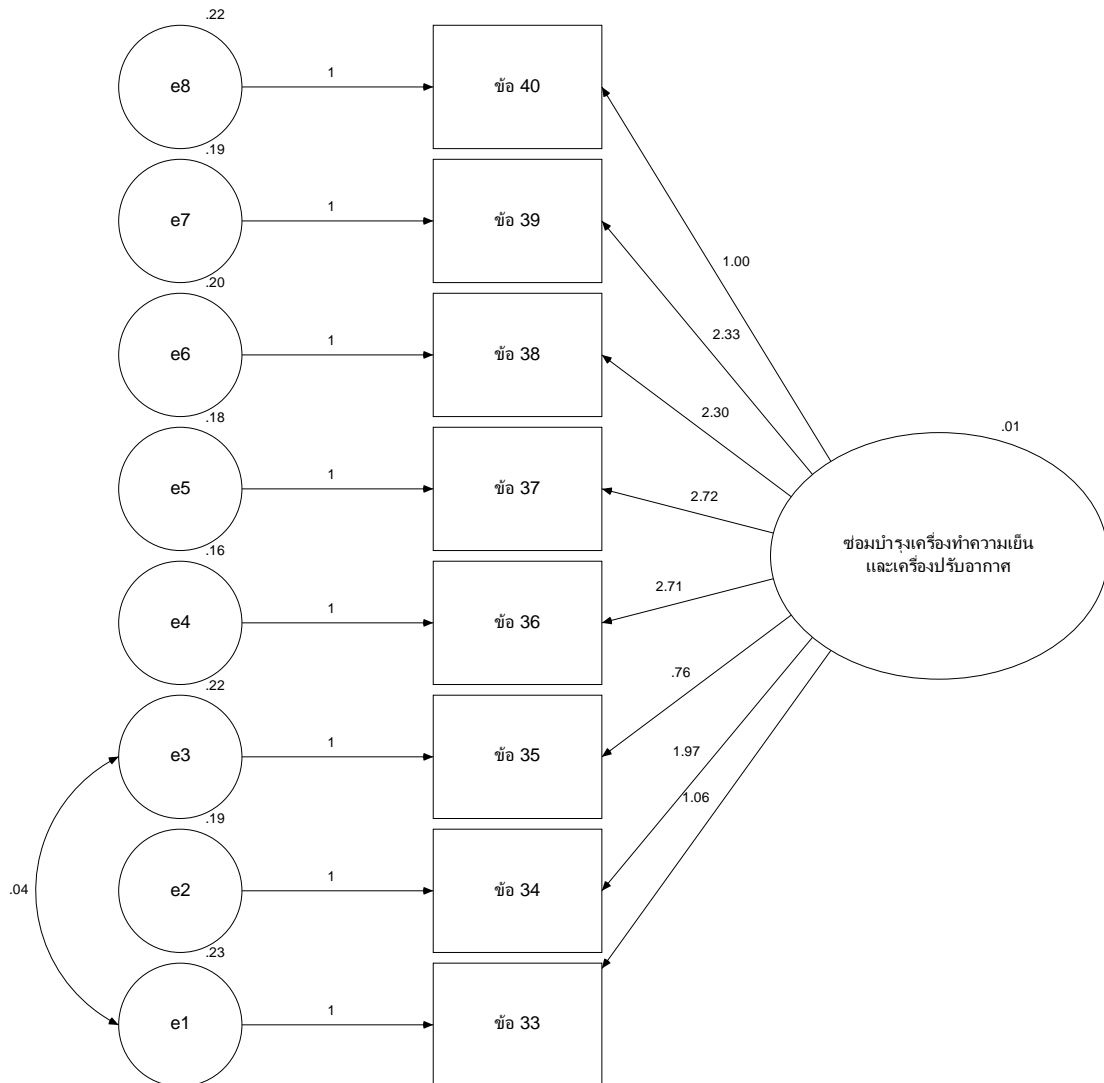 .22
e8
1
ข้อ 40
.19
e7
1
ข้อ 39
1.00
.20
e6
1
ข้อ 38
2.33
.18
e5
1
ข้อ 37
2.30
.16
e4
1
ข้อ 36
2.72
.01
ซ่อมบำรุงเครื่องทำความเย็น
และเครื่องปรับอากาศ
2.71
.22
e3
1
ข้อ 35
.76
.19
e2
1
ข้อ 34
1.97
1.06
.04
.23
e1
1
ข้อ 33